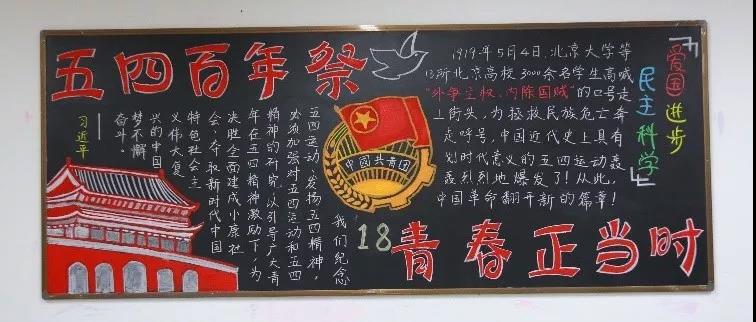 五四百年祭
1919年5月4日,北京大学等
13所北京高校3000余名学生高喊
"外争主权、内除国贼"的口号走
上街头,为拯救民族危亡奔
走呼号,中国近代史上具有
划时代意义的五四运动轰
轰烈烈地爆发了!从此,
中国革命翻开新的篇章!
『爱国进步
民主科学』
中国共青团
我们纪念
五四运动、发扬五四精神,
必须加强对五四运动和五四
精神的研究,以引导广大青
年在五四精神激励下,为
决胜全面建成小康社
会、夺取新时代中国
特色社会主
义伟大复
兴的中国
梦不懈
奋斗。
——习近平
18
青春正当时